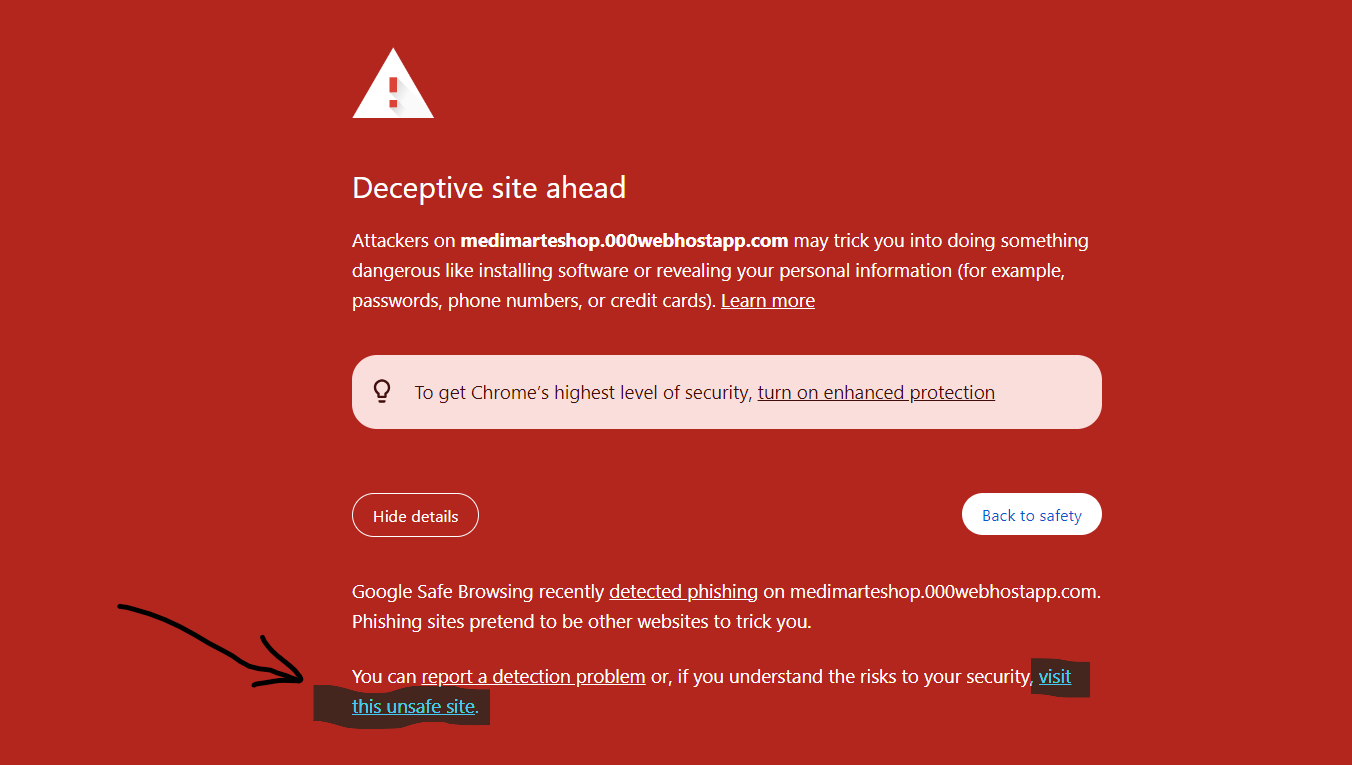 Deceptive site ahead
Attackers on medimarteshop.000webhostapp.com may trick you into doing something
dangerous like installing software or revealing your personal information (for example,
passwords, phone numbers, or credit cards). Learn more
To get Chrome’s highest level of security, turn on enhanced protection
Hide details
Back to safety
Google Safe Browsing recently detected phishing on medimarteshop.000webhostapp.com.
Phishing sites pretend to be other websites to trick you.
You can report a detection problem or, if you understand the risks to your security, visit
this unsafe site.